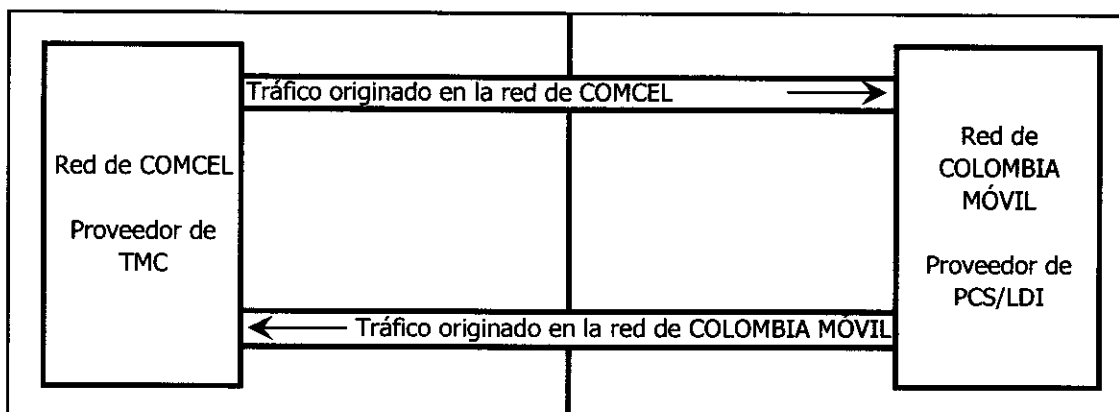 Tráfico originado en la red de COMCEL
Red de COMCEL
Proveedor de
TMC
Red de
COLOMBIA
MÓVIL
Proveedor de
PCS/LDI
Tráfico originado en la red de COLOMBIA MÓVIL